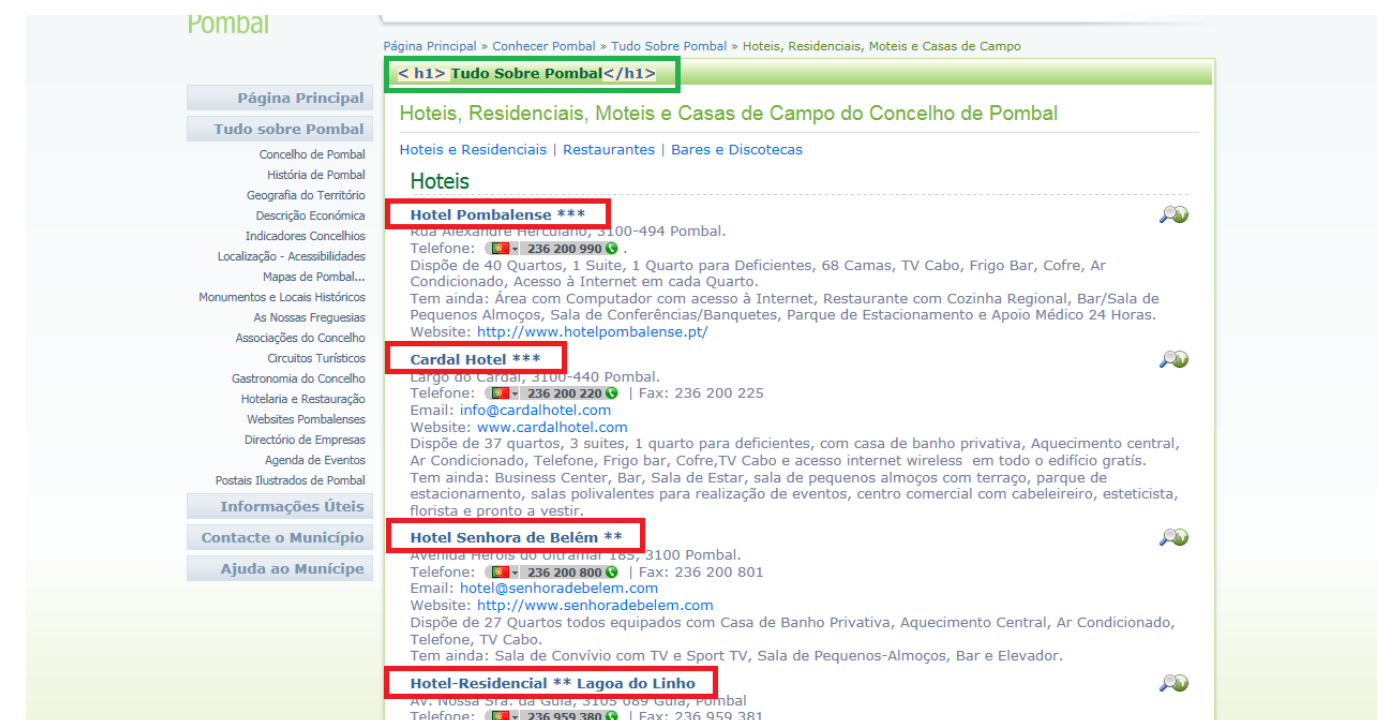 Pombal
Página Principal » Conhecer Pombal » Tudo Sobre Pombal » Hoteis, Residenciais, Moteis e Casas de Campo
< h1> Tudo Sobre Pombal</h1>
Página Principal
Tudo sobre Pombal
Concelho de Pombal
História de Pombal
Geografia do Território
Descrição Económica
Indicadores Concelhios
Localização - Acessibilidades
Mapas de Pombal...
Monumentos e Locais Históricos
As Nossas Freguesias
Associações do Concelho
Circuitos Turísticos
Gastronomia do Concelho
Hotelaria e Restauração
Websites Pombalenses
Directório de Empresas
Agenda de Eventos
Postais Ilustrados de Pombal
Informações Úteis
Contacte o Município
Ajuda ao Munícipe
Hoteis, Residenciais, Moteis e Casas de Campo do Concelho de Pombal
Hoteis e Residenciais | Restaurantes | Bares e Discotecas
Hoteis
Hotel Pombalense ***
Rua Alexandre Herculano, 3100-494 Pombal.
Telefone: 236 200 990 .
Dispõe de 40 Quartos, 1 Suite, 1 Quarto para Deficientes, 68 Camas, TV Cabo, Frigo Bar, Cofre, Ar
Condicionado, Acesso à Internet em cada Quarto.
Tem ainda: Área com Computador com acesso à Internet, Restaurante com Cozinha Regional, Bar/Sala de
Pequenos Almoços, Sala de Conferências/Banquetes, Parque de Estacionamento e Apoio Médico 24 Horas.
Website: http://www.hotelpombalense.pt/
Cardal Hotel ***
Largo do Cardal, 3100-440 Pombal.
Telefone: 236 200 220 | Fax: 236 200 225
Email: info@cardalhotel.com
Website: www.cardalhotel.com
Dispõe de 37 quartos, 3 suites, 1 quarto para deficientes, com casa de banho privativa, Aquecimento central,
Ar Condicionado, Telefone, Frigo bar, Cofre,TV Cabo e acesso internet wireless em todo o edifício gratís.
Tem ainda: Business Center, Bar, Sala de Estar, sala de pequenos almoços com terraço, parque de
estacionamento, salas polivalentes para realização de eventos, centro comercial com cabeleireiro, esteticista,
florista e pronto a vestir.
Hotel Senhora de Belém **
Avenida Heróis do Ultramar 185, 3100 Pombal.
Telefone: 236 200 800 | Fax: 236 200 801
Email: hotel@senhoradebelem.com
Website: http://www.senhoradebelem.com
Dispõe de 27 Quartos todos equipados com Casa de Banho Privativa, Aquecimento Central, Ar Condicionado,
Telefone, TV Cabo.
Tem ainda: Sala de Convívio com TV e Sport TV, Sala de Pequenos-Almoços, Bar e Elevador.
Hotel-Residencial ** Lagoa do Linho
Av. Nossa Sra. da Guia, 3105 089 Guia, Pombal
Telefone: 236 959 380 | Fax: 236 959 381